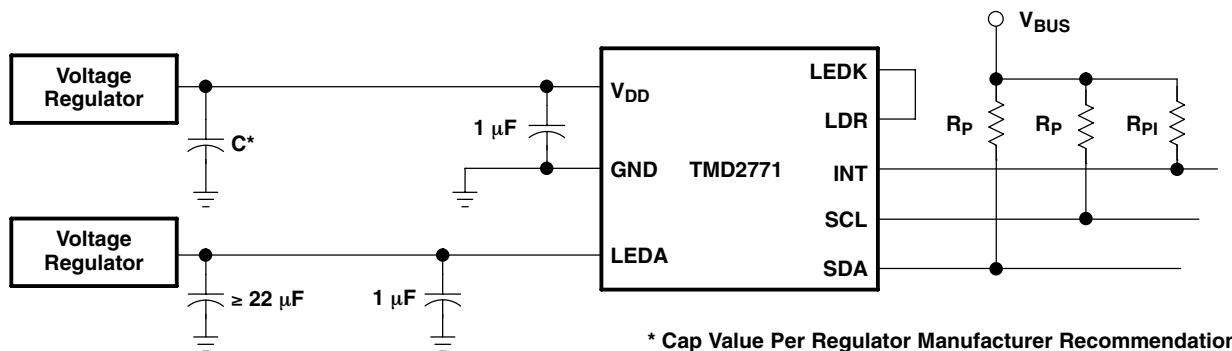 V_BUS
Voltage
Regulator
C*
1 μF
V_DD
GND
LEDA
TMD2771
LEDK
LDR
INT
SCL
SDA
R_P
R_P
R_PI
Voltage
Regulator
≥ 22 μF
1 μF
* Cap Value Per Regulator Manufacturer Recommendation